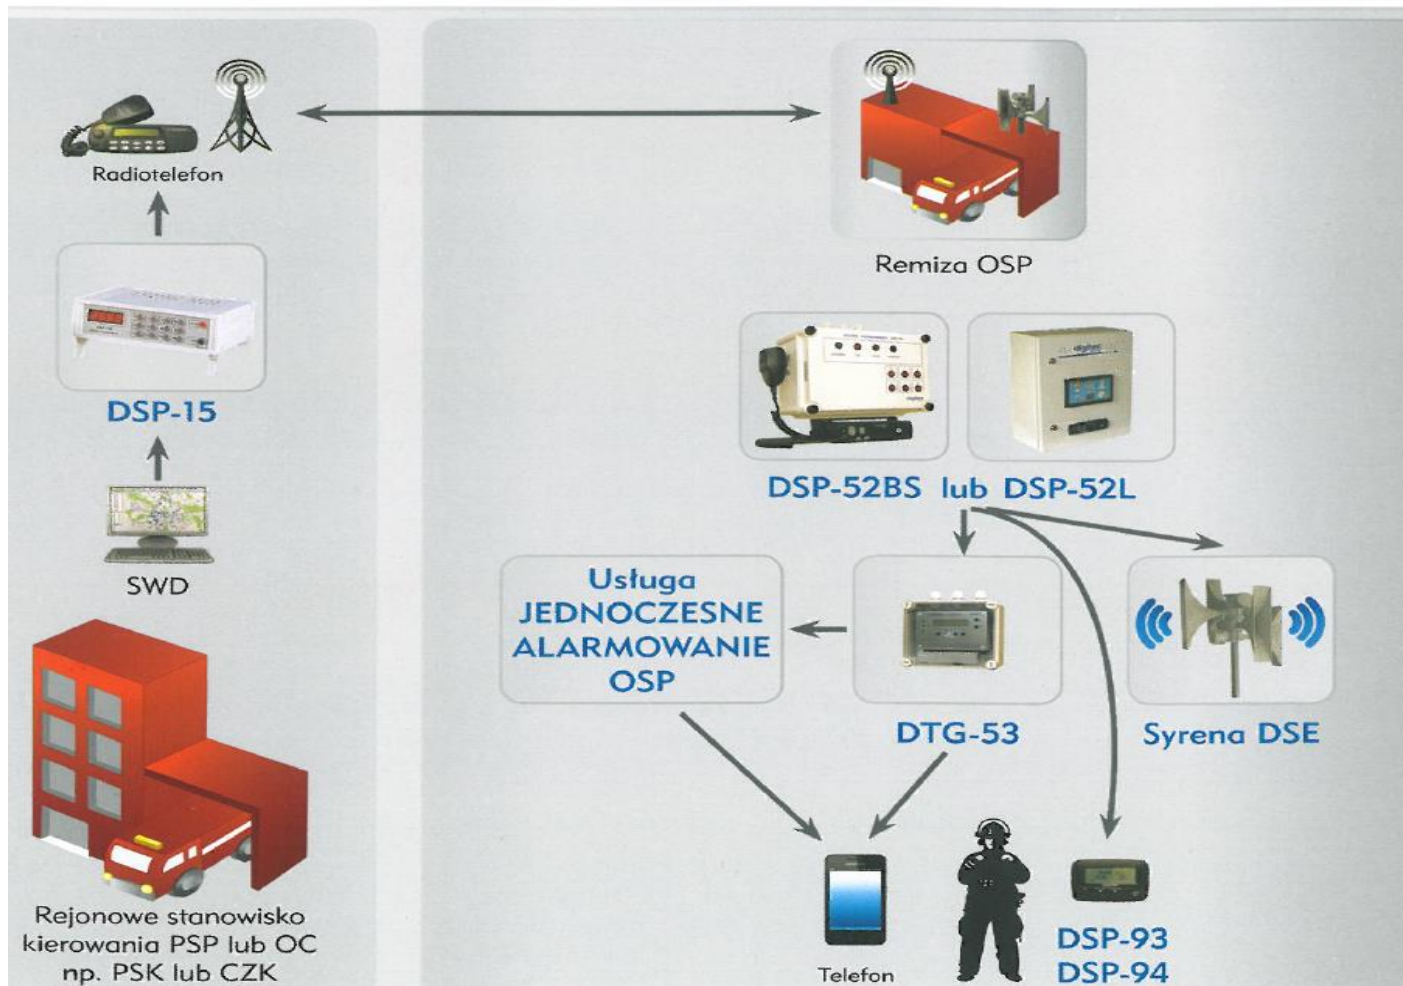 Radiotelefon
DSP-15
SWD
Rejonowe stanowisko
kierowania PSP lub OC
np. PSK lub CZK
Remiza OSP
DSP-52BS lub DSP-52L
Usługa
JEDNOCZESNE
ALARMOWANIE
OSP
DTG-53
Syrena DSE
Telefon
DSP-93
DSP-94